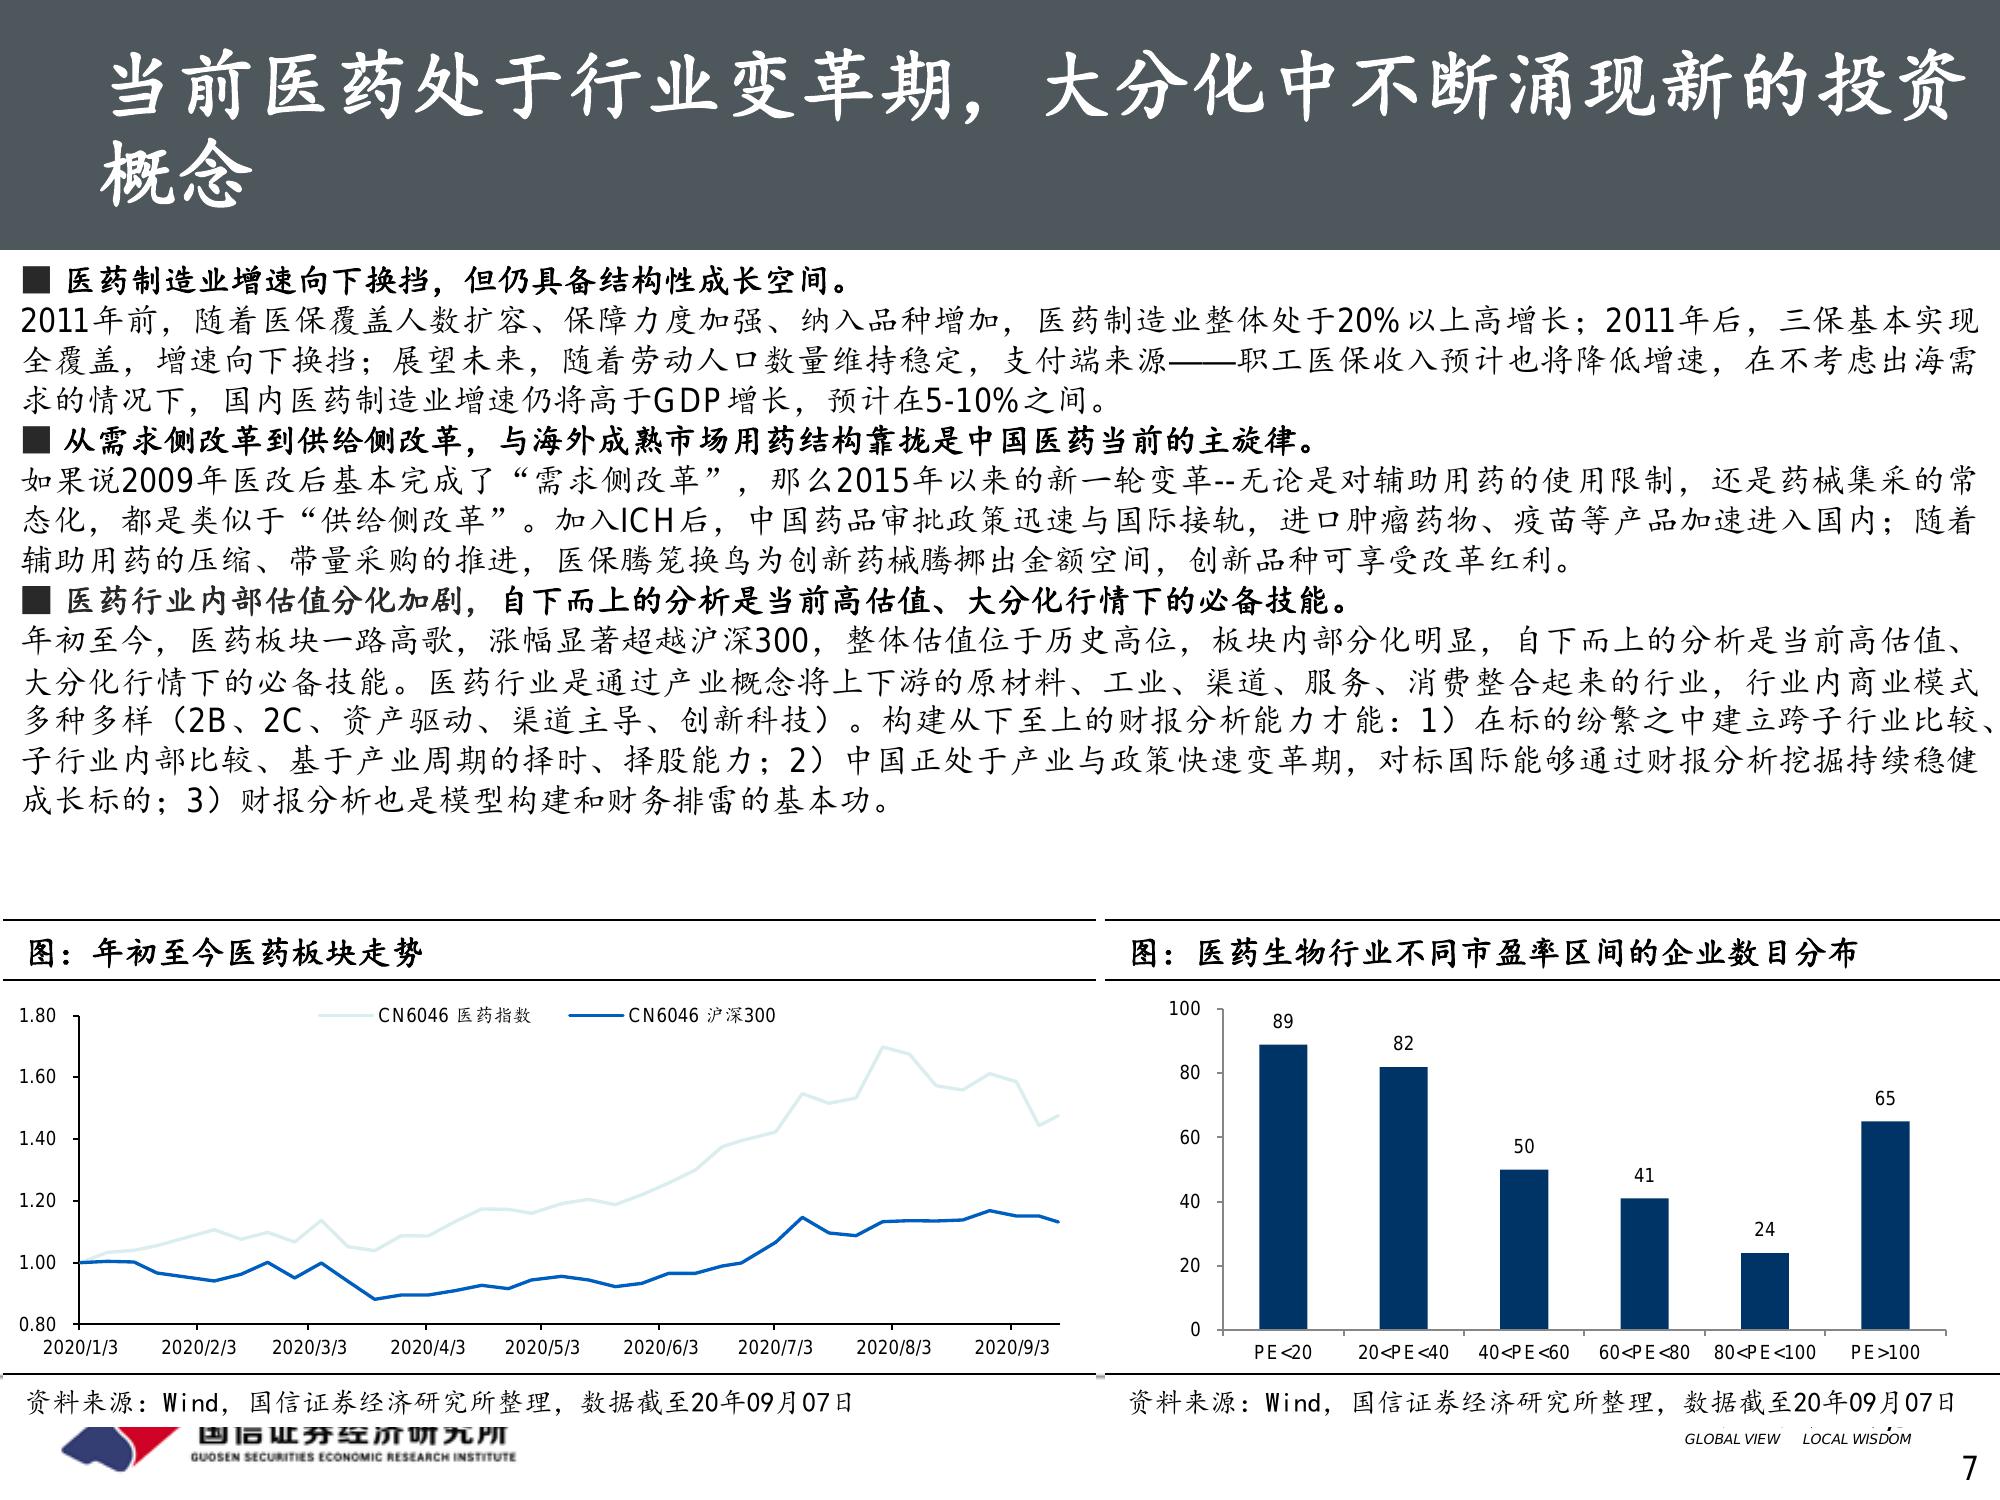 当前医药处于行业变革期，大分化中不断涌现新的投资
概念
■ 医药制造业增速向下换挡，但仍具备结构性成长空间。
2011年前，随着医保覆盖人数扩容、保障力度加强、纳入品种增加，医药制造业整体处于20%以上高增长；2011年后，三保基本实现
全覆盖，增速向下换挡；展望未来，随着劳动人口数量维持稳定，支付端来源——职工医保收入预计也将降低增速，在不考虑出海需
求的情况下，国内医药制造业增速仍将高于GDP增长，预计在5-10%之间。
■ 从需求侧改革到供给侧改革，与海外成熟市场用药结构靠拢是中国医药当前的主旋律。
如果说2009年医改后基本完成了“需求侧改革”，那么2015年以来的新一轮变革--无论是对辅助用药的使用限制，还是药械集采的常
态化，都是类似于“供给侧改革”。加入ICH后，中国药品审批政策迅速与国际接轨，进口肿瘤药物、疫苗等产品加速进入国内；随着
辅助用药的压缩、带量采购的推进，医保腾笼换鸟为创新药械腾挪出金额空间，创新品种可享受改革红利。
■ 医药行业内部估值分化加剧，自下而上的分析是当前高估值、大分化行情下的必备技能。
年初至今，医药板块一路高歌，涨幅显著超越沪深300，整体估值位于历史高位，板块内部分化明显，自下而上的分析是当前高估值、
大分化行情下的必备技能。医药行业是通过产业概念将上下游的原材料、工业、渠道、服务、消费整合起来的行业，行业内商业模式
多种多样（2B、2C、资产驱动、渠道主导、创新科技）。构建从下至上的财报分析能力才能：1）在标的纷繁之中建立跨子行业比较、
子行业内部比较、基于产业周期的择时、择股能力；2）中国正处于产业与政策快速变革期，对标国际能够通过财报分析挖掘持续稳健
成长标的；3）财报分析也是模型构建和财务排雷的基本功。
图：年初至今医药板块走势
CN6046 医药指数 CN6046 沪深300
1.80
1.60
1.40
1.20
1.00
0.80
2020/1/3 2020/2/3 2020/3/3 2020/4/3 2020/5/3 2020/6/3 2020/7/3 2020/8/3 2020/9/3
资料来源：Wind，国信证券经济研究所整理，数据截至20年09月07日
图：医药生物行业不同市盈率区间的企业数目分布
100
80
60
40
20
0
89 82 50 41 24 65
PE<20 20<PE<40 40<PE<60 60<PE<80 80<PE<100 PE>100
资料来源：Wind，国信证券经济研究所整理，数据截至20年09月07日
国信证券经济研究所
GUOSEN SECURITIES ECONOMIC RESEARCH INSTITUTE
GLOBAL VIEW LOCAL WISDOM
7